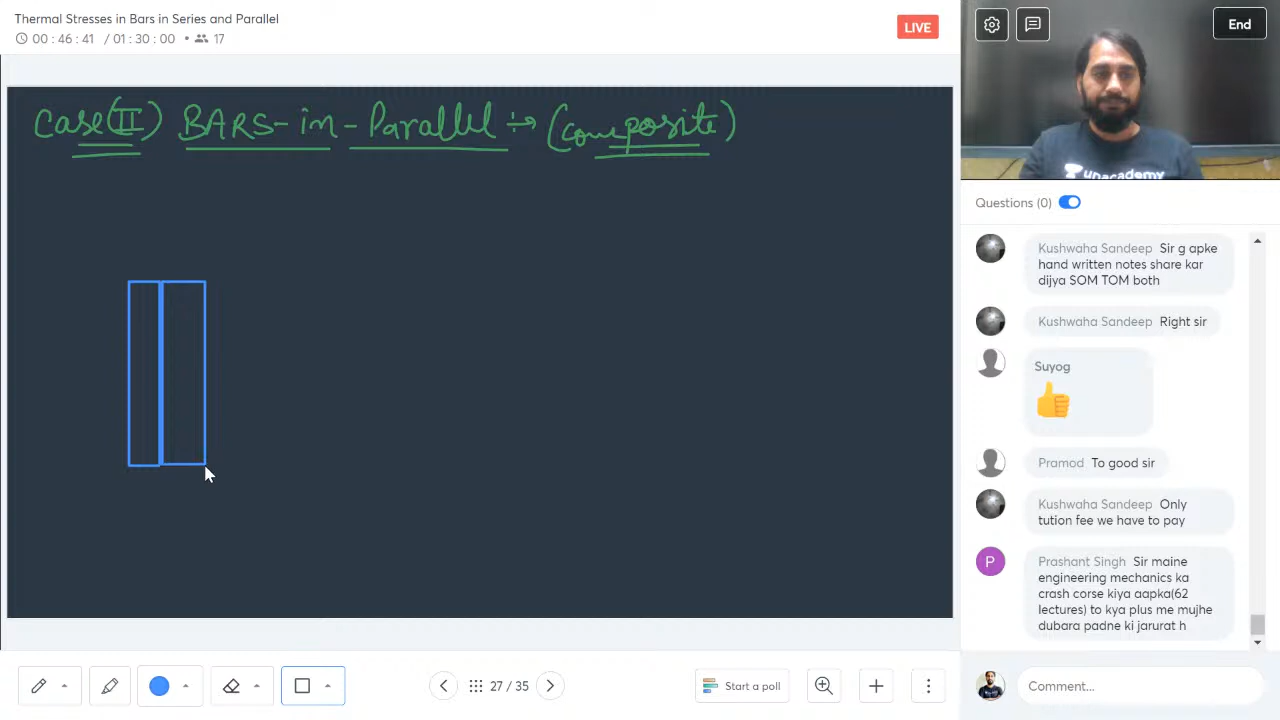 Thermal Stresses in Bars in Series and Parallel
00 : 46 : 41 / 01 : 30 : 00 • 17
LIVE
End
Case(II) BARS-in-Parallel :→ (composite)
unacademy
Questions (0)
Kushwaha Sandeep Sir g apke
hand written notes share kar
dijya SOM TOM both
Kushwaha Sandeep Right sir
Suyog
Pramod To good sir
Kushwaha Sandeep Only
tution fee we have to pay
P
Prashant Singh Sir maine
engineering mechanics ka
crash corse kiya aapka(62
lectures) to kya plus me mujhe
dubara padne ki jarurat h
27 / 35
Start a poll
Comment...